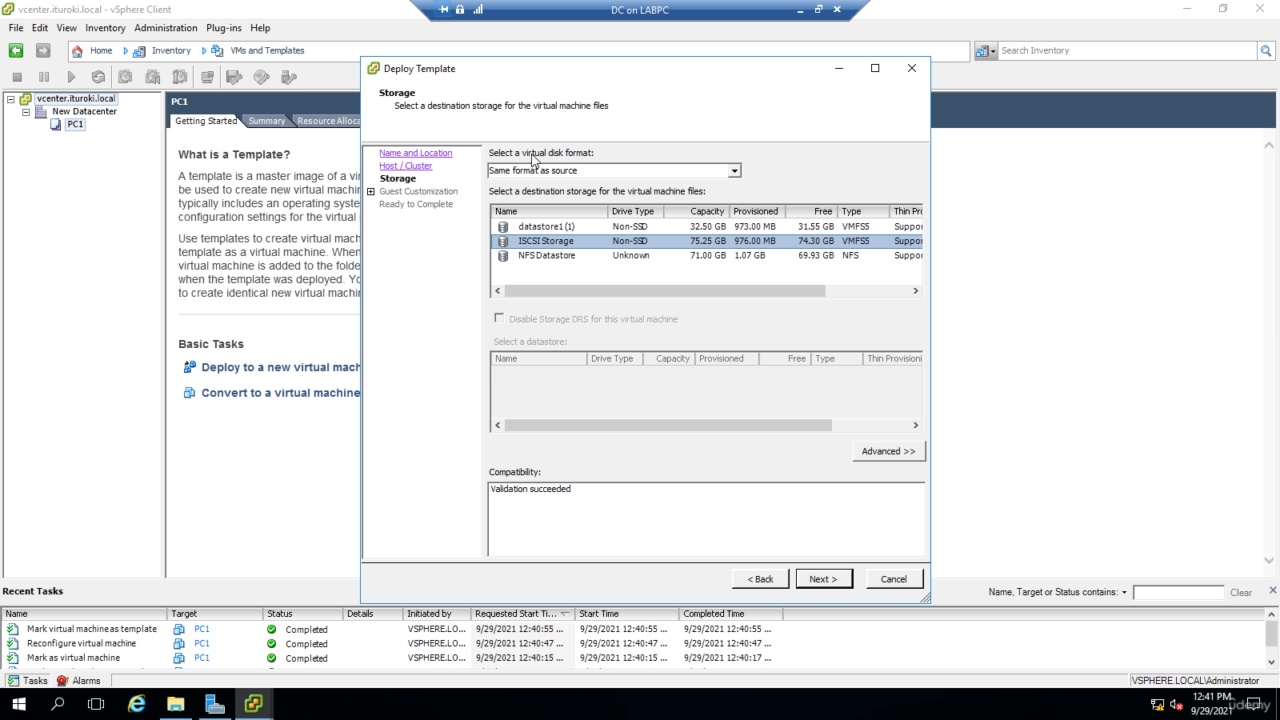 vcenter.ituroki.local - vSphere Client
DC on LABPC
File Edit View Inventory Administration Plug-ins Help
Home Inventory VMs and Templates
Search Inventory
vcenter.ituroki.local
New Datacenter
PC1
PC1
Getting Started Summary Resource Alloca
What is a Template?
A template is a master image of a vi
be used to create new virtual machin
typically includes an operating syste
configuration settings for the virtual
Use templates to create virtual mach
template as a virtual machine. When
virtual machine is added to the folde
when the template was deployed. Yo
to create identical new virtual machin
Basic Tasks
Deploy to a new virtual mach
Convert to a virtual machine
Deploy Template
Storage
Select a destination storage for the virtual machine files
Name and Location
Host / Cluster
Storage
Guest Customization
Ready to Complete
Select a virtual disk format:
Same format as source
Select a destination storage for the virtual machine files:
Name Drive Type Capacity Provisioned Free Type Thin Pro
datastore1 (1) Non-SSD 32.50 GB 973.00 MB 31.55 GB VMFS5 Suppor
ISCSI Storage Non-SSD 75.25 GB 976.00 MB 74.30 GB VMFS5 Suppor
NFS Datastore Unknown 71.00 GB 1.07 GB 69.93 GB NFS Suppor
Disable Storage DRS for this virtual machine
Select a datastore:
Name Drive Type Capacity Provisioned Free Type Thin Provisioni
Advanced >>
Compatibility:
Validation succeeded
< Back Next > Cancel
Recent Tasks
Name, Target or Status contains: Clear
Name Target Status Details Initiated by Requested Start Ti... Start Time Completed Time
Mark virtual machine as template PC1 Completed VSPHERE.LO... 9/29/2021 12:40:55 ... 9/29/2021 12:40:55 ... 9/29/2021 12:40:55 ...
Reconfigure virtual machine PC1 Completed VSPHERE.LO... 9/29/2021 12:40:47 ... 9/29/2021 12:40:47 ... 9/29/2021 12:40:47 ...
Mark as virtual machine PC1 Completed VSPHERE.LO... 9/29/2021 12:40:15 ... 9/29/2021 12:40:15 ... 9/29/2021 12:40:17 ...
Tasks Alarms
VSPHERE.LOCAL\Administrator
12:41 PM
9/29/2021
Udemy